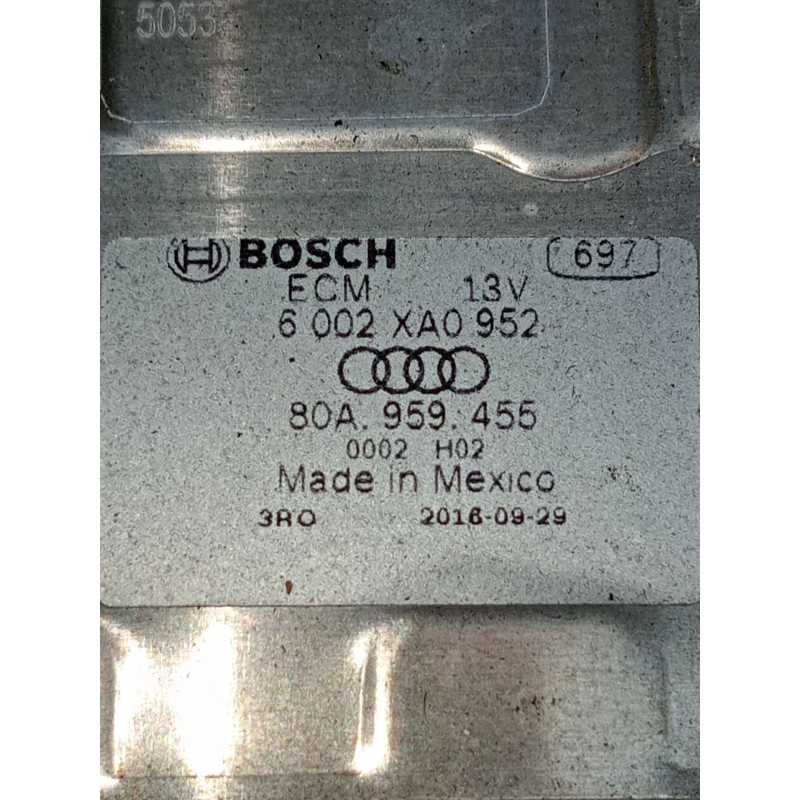 5053
BOSCH 697
ECM 13V
6 002 XA0 952
80A. 959. 455
0002 H02
Made in Mexico
3RO 2016-09-29